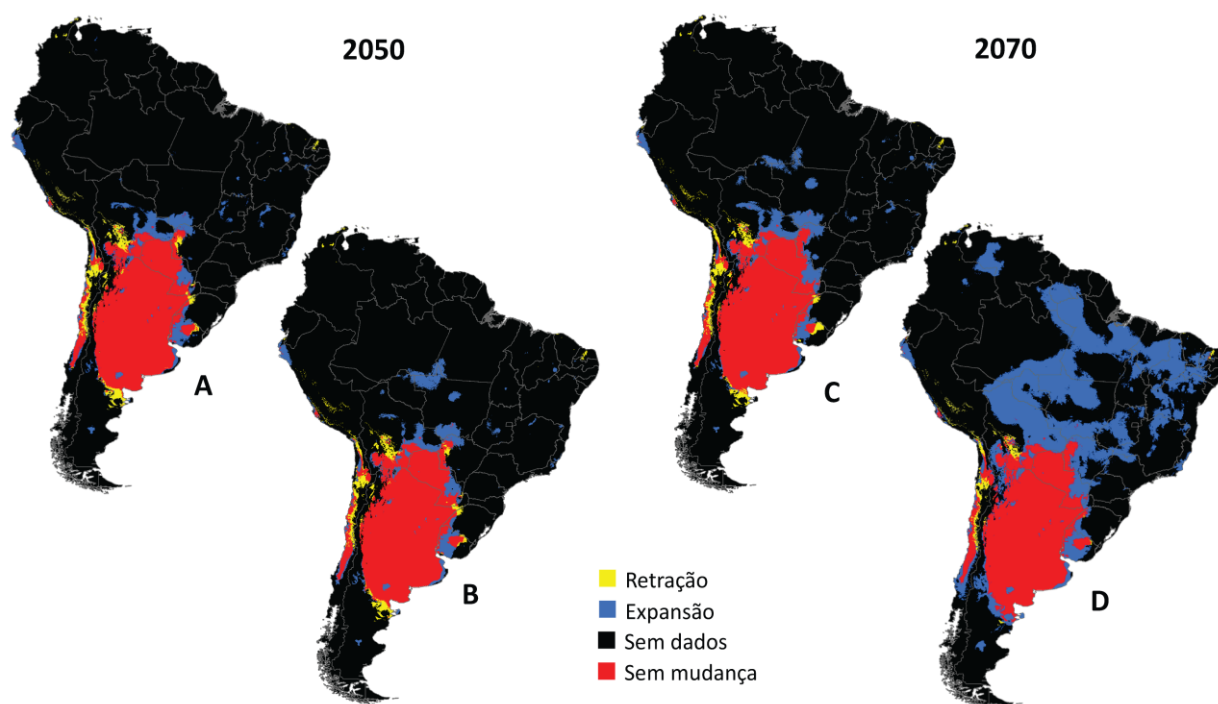 2050
2070
A
B
C
D
Retração
Expansão
Sem dados
Sem mudança